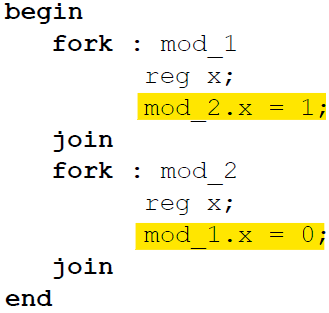 begin
fork : mod_1
reg x;
mod_2.x = 1;
join
fork : mod_2
reg x;
mod_1.x = 0;
join
end